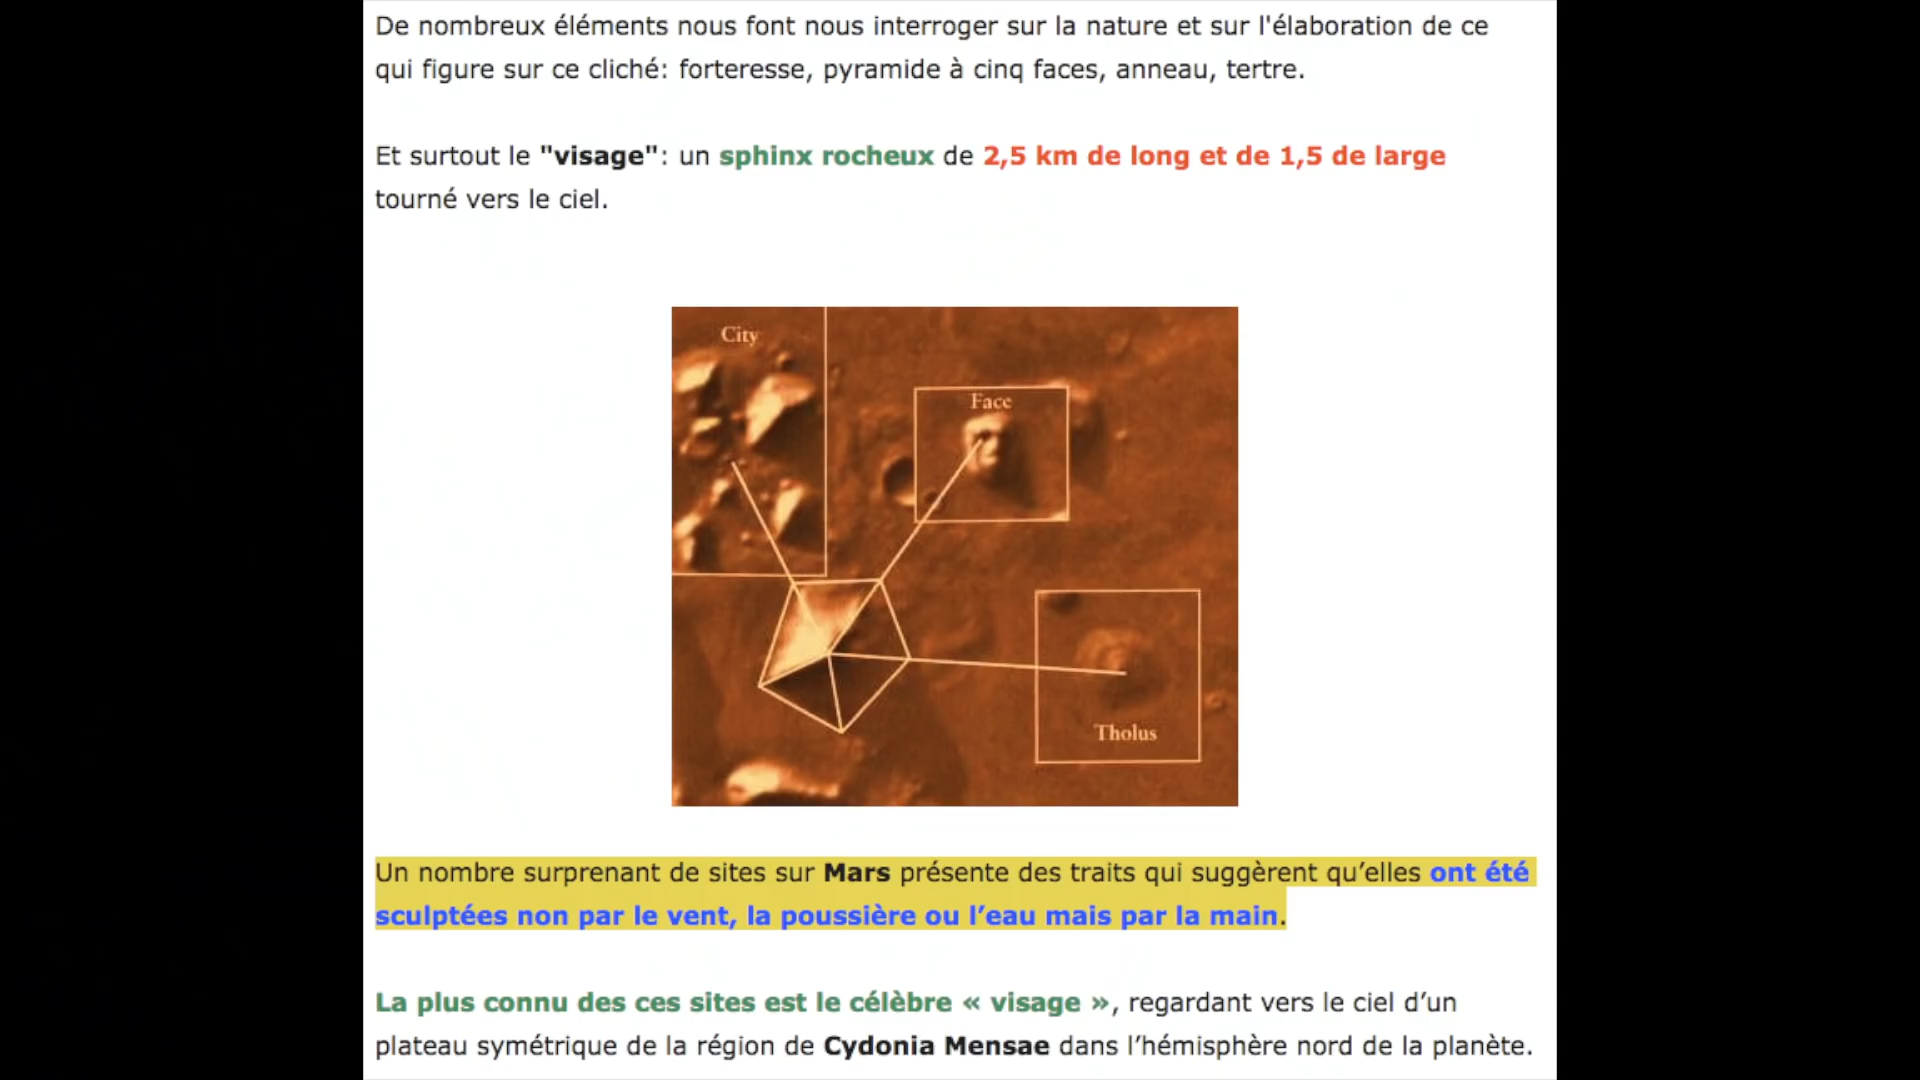 De nombreux éléments nous font nous interroger sur la nature et sur l'élaboration de ce
qui figure sur ce cliché: forteresse, pyramide à cinq faces, anneau, tertre.
Et surtout le "visage": un sphinx rocheux de 2,5 km de long et de 1,5 de large
tourné vers le ciel.
City
Face
Tholus
Un nombre surprenant de sites sur Mars présente des traits qui suggèrent qu’elles ont été
sculptées non par le vent, la poussière ou l’eau mais par la main.
La plus connu des ces sites est le célèbre « visage », regardant vers le ciel d’un
plateau symétrique de la région de Cydonia Mensae dans l’hémisphère nord de la planète.